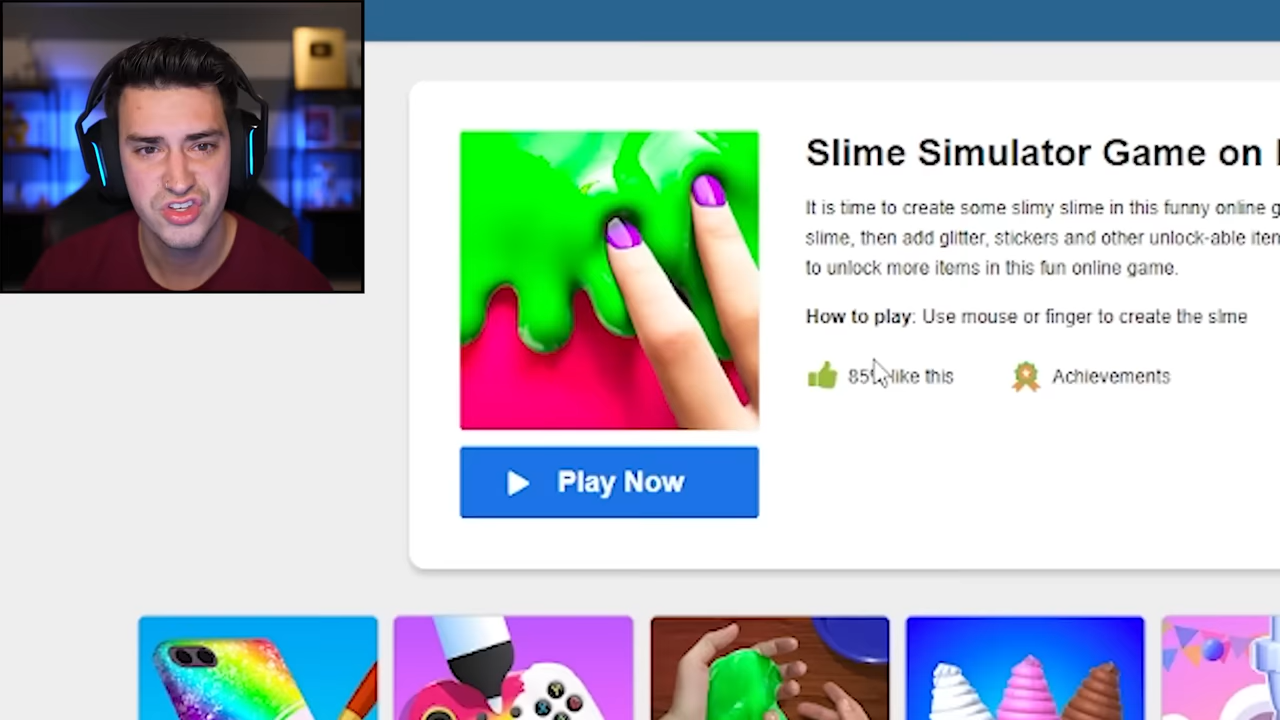 Slime Simulator Game on
It is time to create some slimy slime in this funny online
slime, then add glitter, stickers and other unlock-able
to unlock more items in this fun online game.
How to play: Use mouse or finger to create the slme
85% like this
Achievements
Play Now
Y
X
B